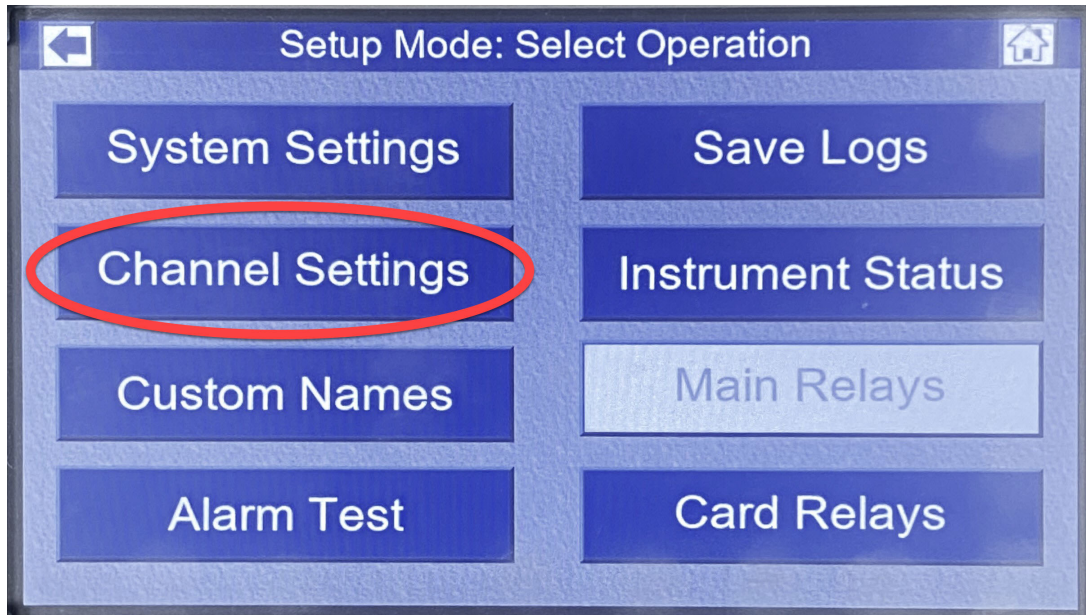 Setup Mode: Select Operation
System Settings
Save Logs
Channel Settings
Instrument Status
Custom Names
Main Relays
Alarm Test
Card Relays